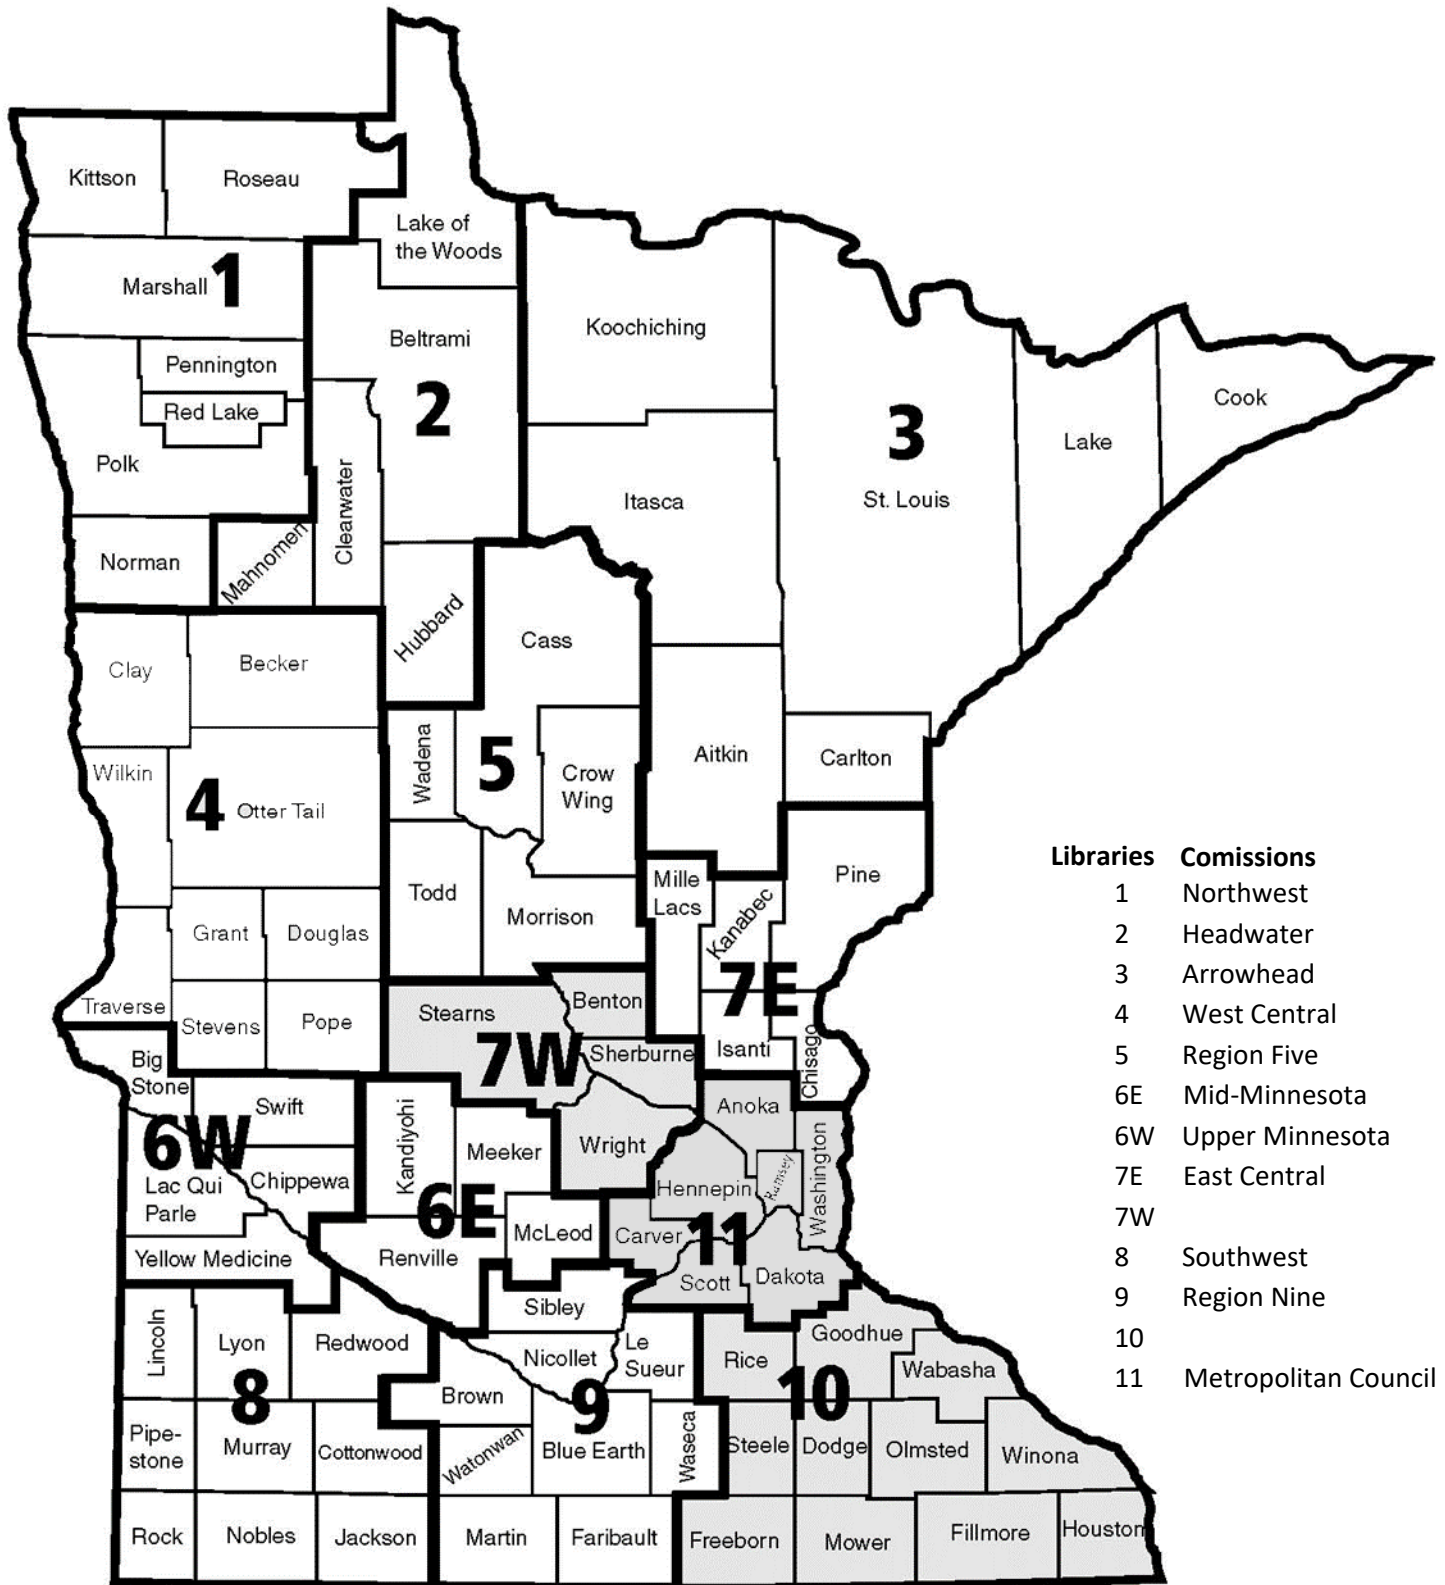 Kittson
Roseau
Lake of
the Woods
Marshall
1
Koochiching
Beltrami
Pennington
Red Lake
2
Polk
Cook
3
Lake
St. Louis
Itasca
Clearwater
Norman
Mahnomen
Hubbard
Cass
Clay
Becker
Wadena
5
Crow
Wing
Aitkin
Carlton
Wilkin
4
Otter Tail
Todd
Morrison
Mille
Lacs
Kanabec
Pine
Grant
Douglas
7E
Traverse
Stevens
Pope
Stearns
Benton
7W
Sherburne
Isanti
Chisago
Big
Stone
Swift
6W
Lac Qui
Parle
Chippewa
Yellow Medicine
Kandiyohi
Meeker
Wright
Anoka
Hennepin
Ramsey
Washington
6E
McLeod
Renville
Carver
11
Scott
Dakota
Sibley
Lincoln
Lyon
Redwood
Nicollet
Le
Sueur
Rice
Goodhue
Wabasha
8
Brown
9
10
Pipe-
stone
Murray
Cottonwood
Watonwan
Blue Earth
Waseca
Steele
Dodge
Olmsted
Winona
Rock
Nobles
Jackson
Martin
Faribault
Freeborn
Mower
Fillmore
Houston
Libraries Comissions
1 Northwest
2 Headwater
3 Arrowhead
4 West Central
5 Region Five
6E Mid-Minnesota
6W Upper Minnesota
7E East Central
7W
8 Southwest
9 Region Nine
10
11 Metropolitan Council